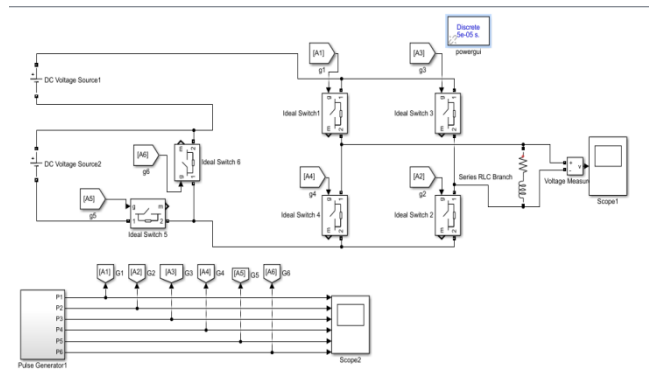 Discrete
5e-05 s.
powergui
[A1]
g1
[A3]
g3
DC Voltage Source1
Ideal Switch1
Ideal Switch 3
DC Voltage Source2
[A6]
g6
Ideal Switch 6
[A5]
g5
Ideal Switch 5
[A4]
g4
Ideal Switch 4
[A2]
g2
Ideal Switch 2
Series RLC Branch
Voltage Measur
Scope1
[A1] G1
[A2] G2
[A3] G3
[A4] G4
[A5] G5
[A6] G6
P1
P2
P3
P4
P5
P6
Pulse Generator1
Scope2